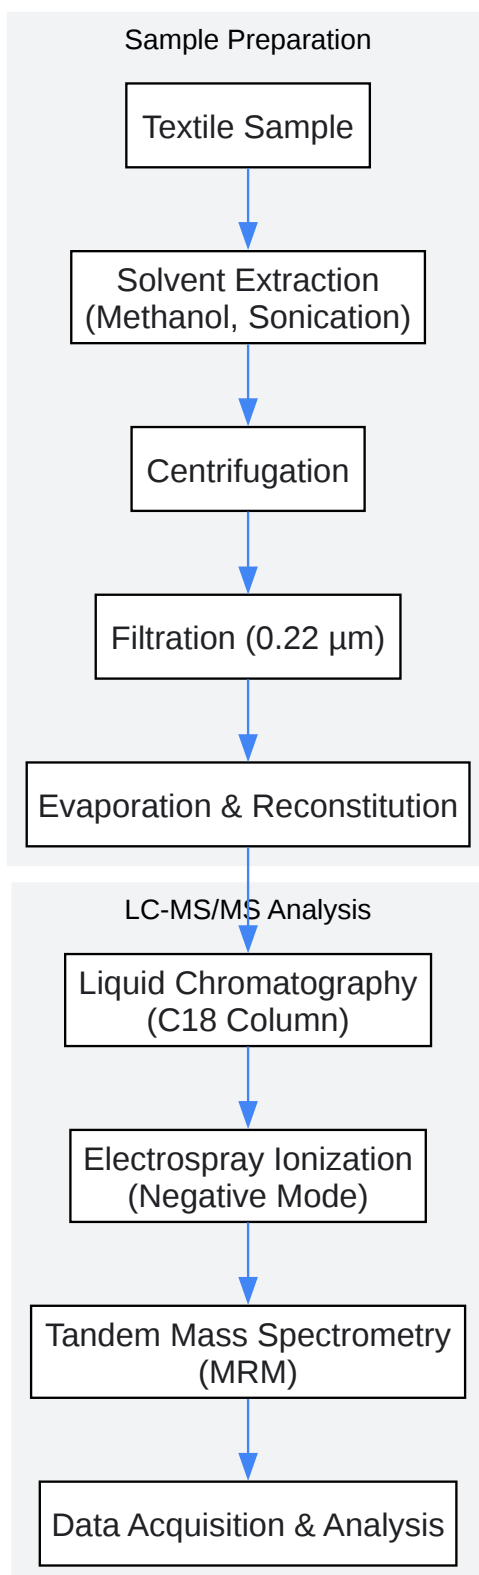 Sample Preparation
Textile Sample
Solvent Extraction
(Methanol, Sonication)
Centrifugation
Filtration (0.22 µm)
Evaporation & Reconstitution
LC-MS/MS Analysis
Liquid Chromatography
(C18 Column)
Electrospray Ionization
(Negative Mode)
Tandem Mass Spectrometry
(MRM)
Data Acquisition & Analysis